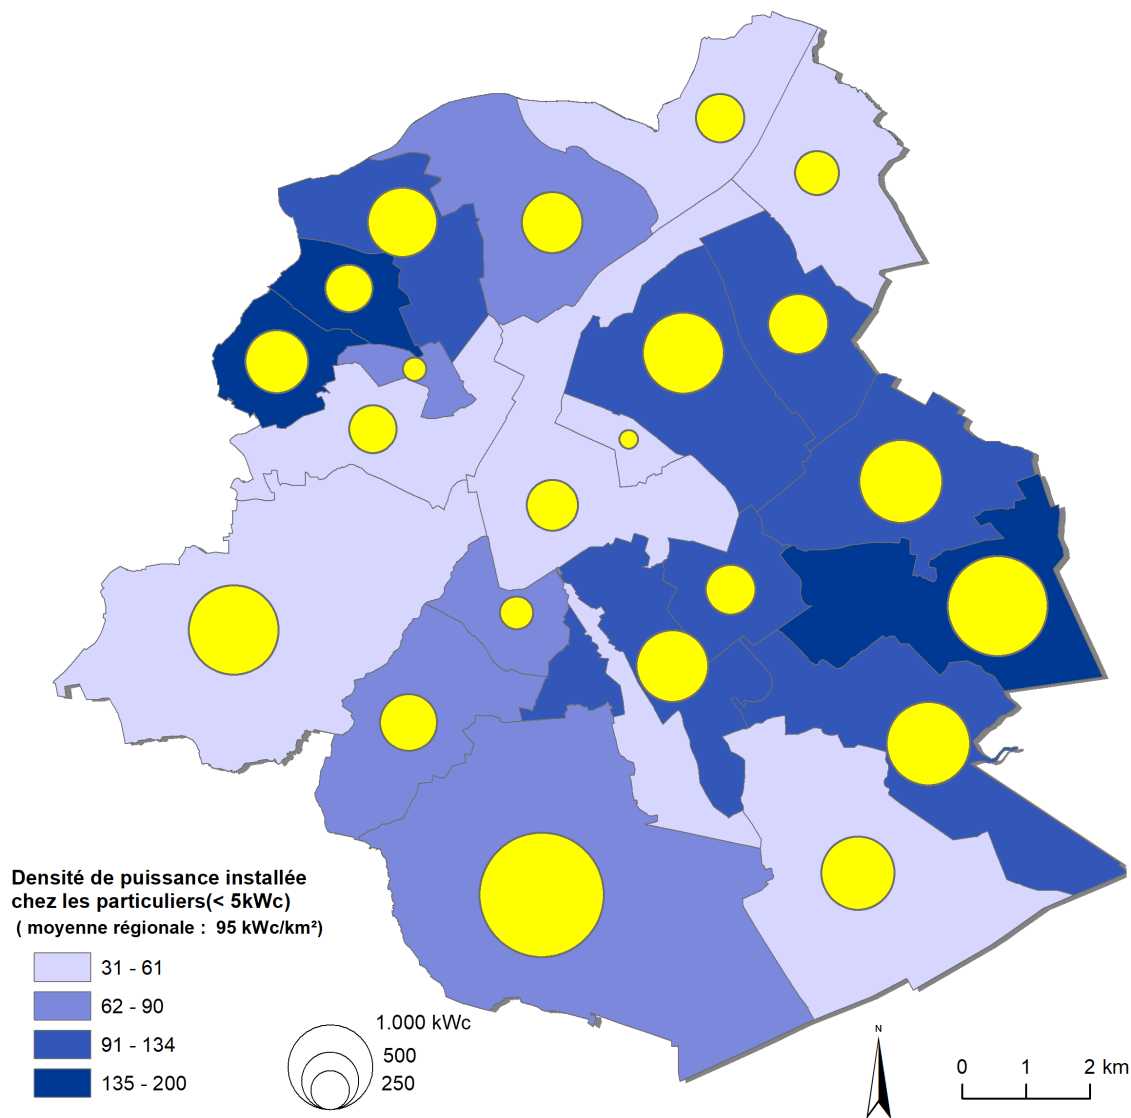 Densité de puissance installée
chez les particuliers(< 5kWc)
( moyenne régionale : 95 kWc/km²)
31 - 61
62 - 90
91 - 134
135 - 200
1.000 kWc
500
250
N
0 1 2 km